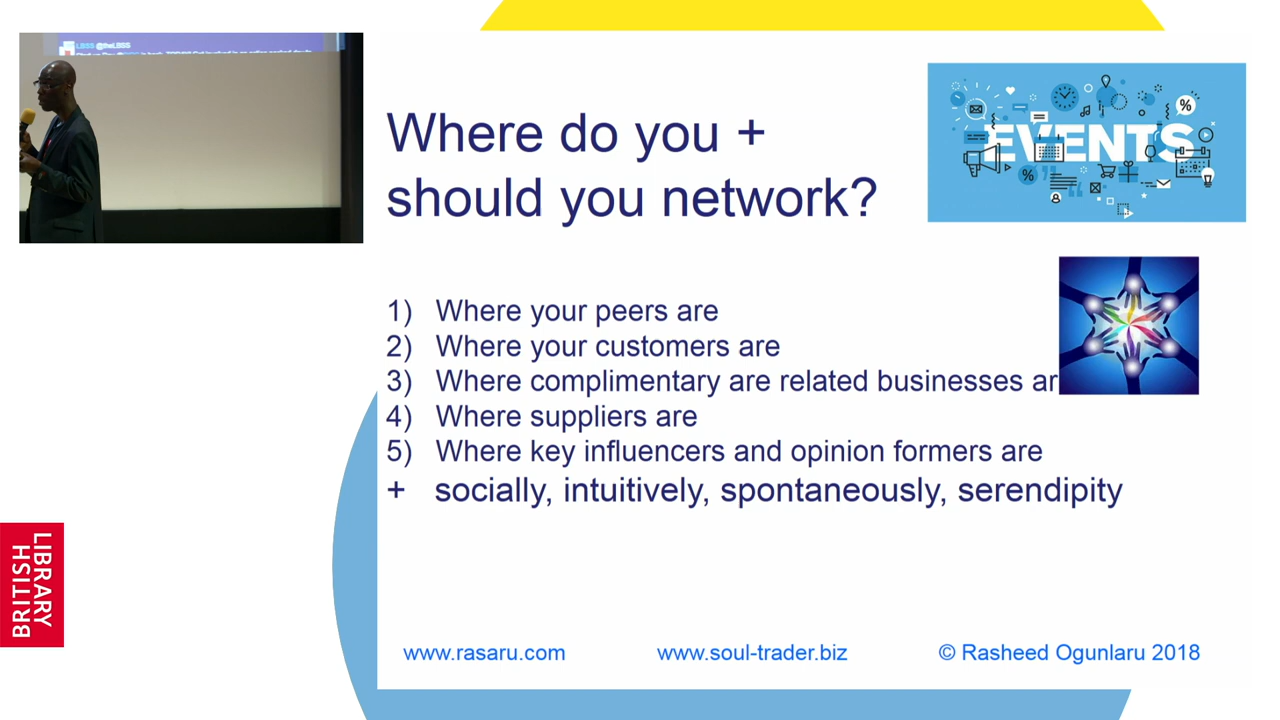 LBSS @theLBSS
Where do you +
should you network?
EVENTS
1) Where your peers are
2) Where your customers are
3) Where complimentary are related businesses ar
4) Where suppliers are
5) Where key influencers and opinion formers are
+ socially, intuitively, spontaneously, serendipity
LIBRARY
BRITISH
www.rasaru.com www.soul-trader.biz © Rasheed Ogunlaru 2018